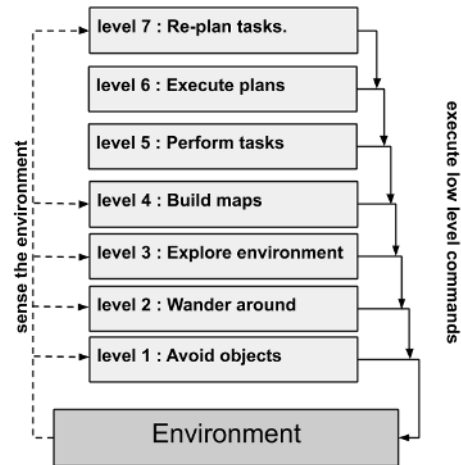 level 7 : Re-plan tasks.
level 6 : Execute plans
level 5 : Perform tasks
level 4 : Build maps
level 3 : Explore environment
level 2 : Wander around
level 1 : Avoid objects
Environment
sense the environment
execute low level commands